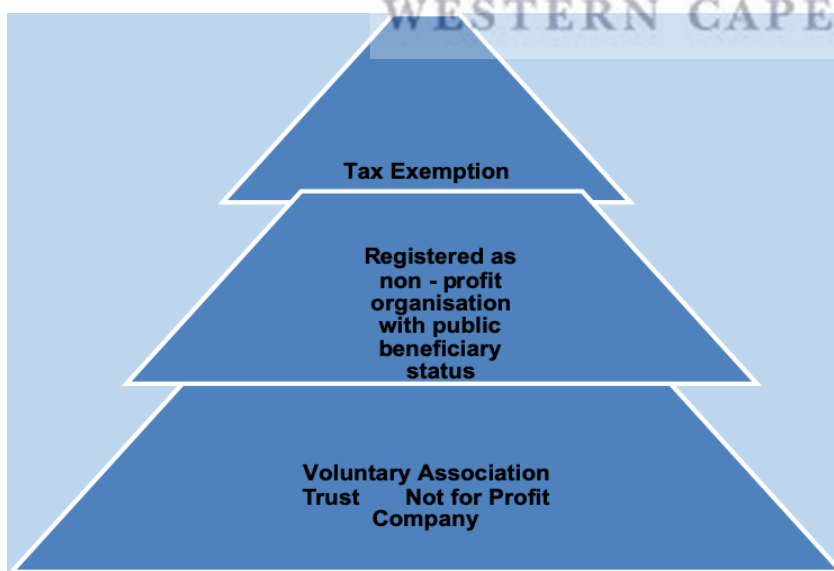 WESTERN CAPE
Tax Exemption
Registered as
non - profit
organisation
with public
beneficiary
status
Voluntary Association
Trust Not for Profit
Company